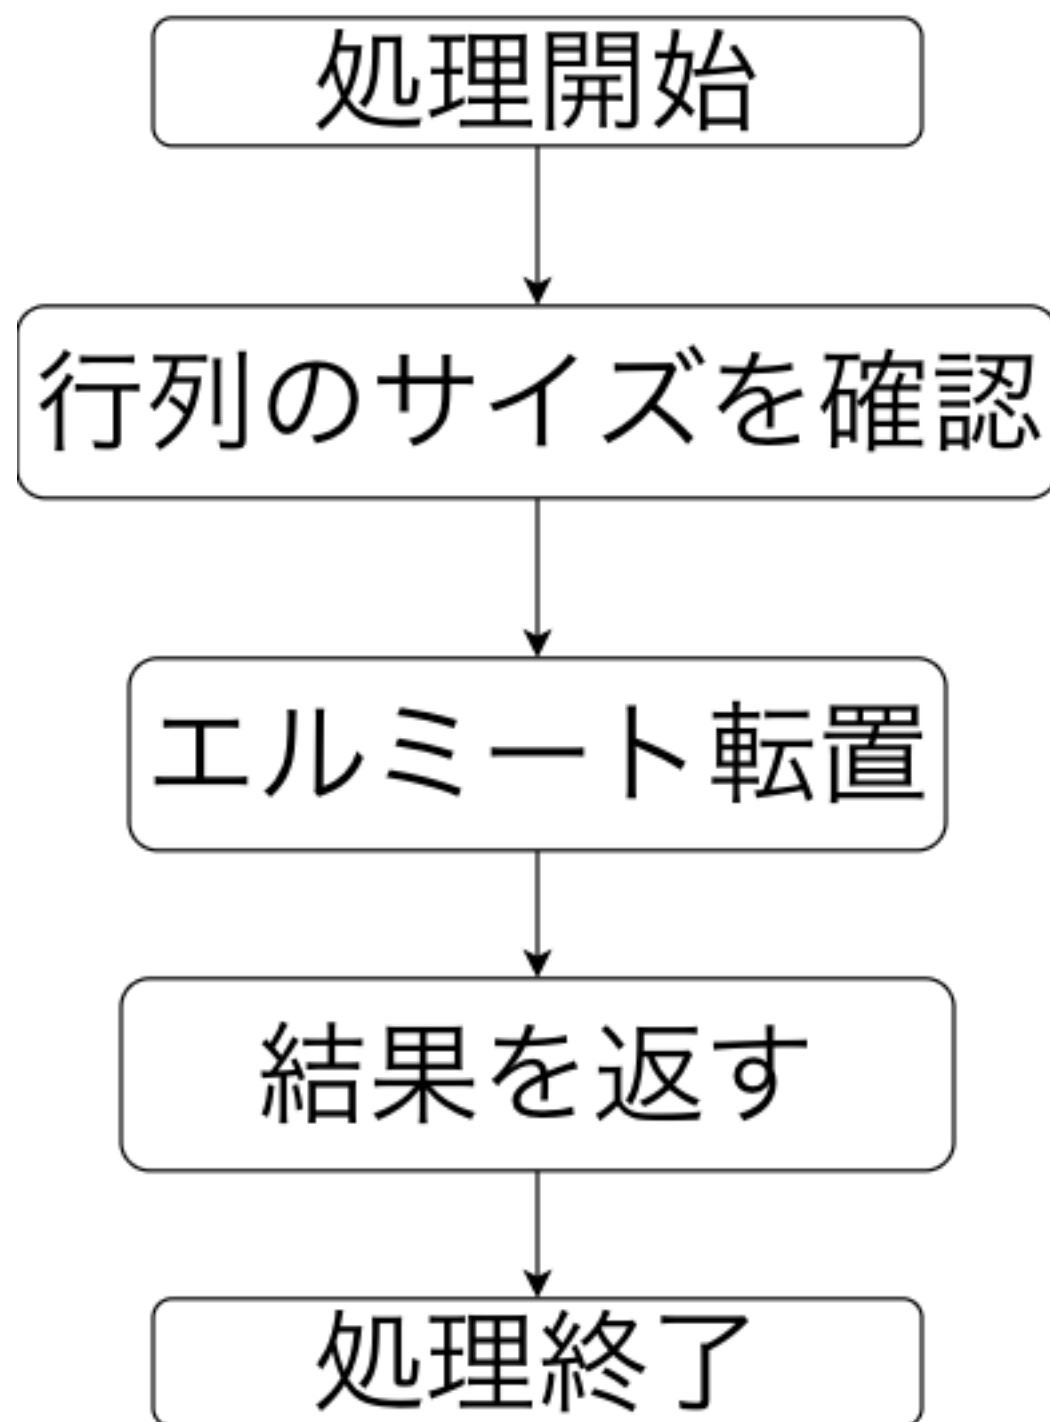 処理開始
行列のサイズを確認
エルミート転置
結果を返す
処理終了